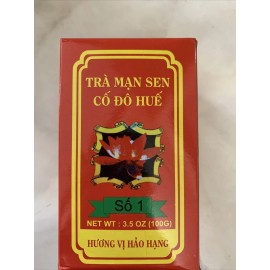 TRÀ MẠN SEN
CỐ ĐÔ HUẾ
Số 1
NET WT : 3.5 OZ (100G)
HƯƠNG VỊ HẢO HẠNG